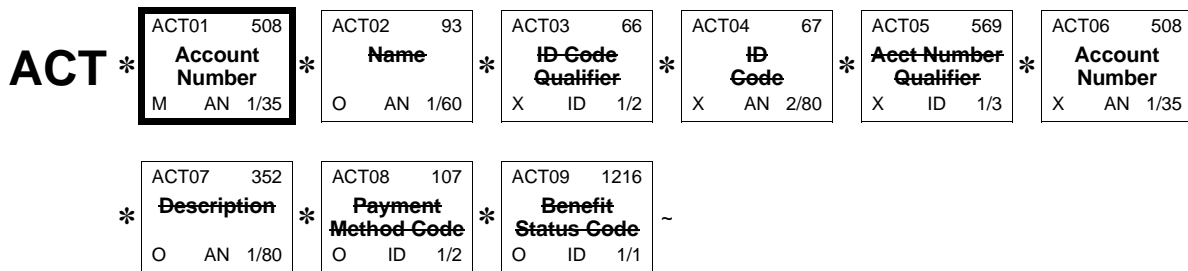 ACT * ACT01 508 Account Number M AN 1/35 * ACT02 93 Name O AN 1/60 * ACT03 66 ID Code Qualifier X ID 1/2 * ACT04 67 ID Code X AN 2/80 * ACT05 569 Acct Number Qualifier X ID 1/3 * ACT06 508 Account Number X AN 1/35
* ACT07 352 Description O AN 1/80 * ACT08 107 Payment Method Code O ID 1/2 * ACT09 1216 Benefit Status Code O ID 1/1 ~